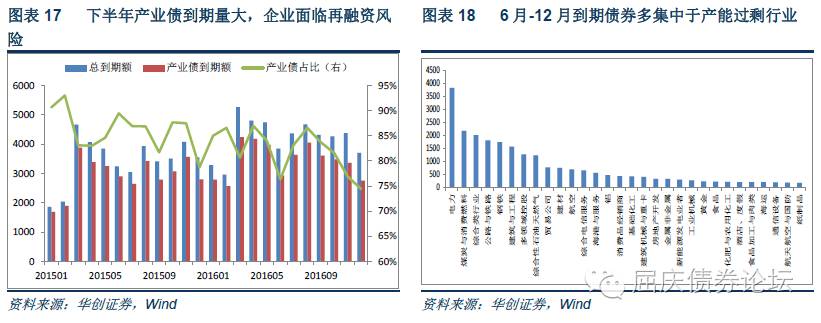 图表 17 下半年产业债到期量大，企业面临再融资风
险
总到期额 产业债到期额 产业债占比（右）
6000
5000
4000
3000
2000
1000
0
95%
90%
85%
80%
75%
70%
65%
60%
201501 201505 201509 201601 201605 201609
资料来源：华创证券，Wind
图表 18 6 月-12 月到期债券多集中于产能过剩行业
4500
4000
3500
3000
2500
2000
1500
1000
500
0
电力
煤炭与消费燃料
综合类行业
公路与铁路
钢铁
建筑与工程
多领域控股
综合性石油天然气
贸易公司
建材
航空
综合电信服务
海港与服务
铝
消费品经销商
基础化工
建筑机械与重卡
房地产开发
金属非金属
新能源发电业者
工业机械
黄金
食品
化肥与农用化工
酒店、度假
食品加工与肉类
海运
通信设备
航天航空与国防
纸制品
资料来源：华创证券，Wind
屈庆债券论坛